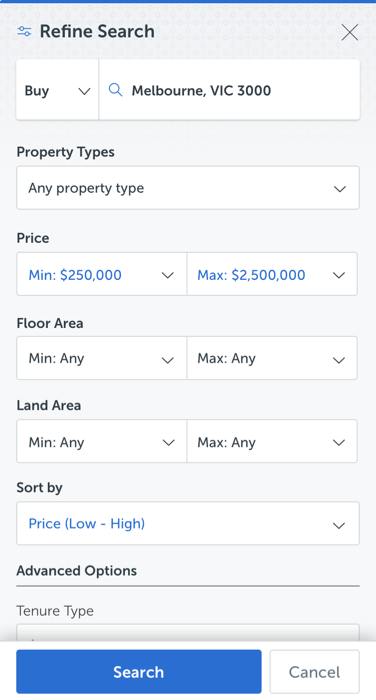 Refine Search
Buy
Melbourne, VIC 3000
Property Types
Any property type
Price
Min: $250,000
Max: $2,500,000
Floor Area
Min: Any
Max: Any
Land Area
Min: Any
Max: Any
Sort by
Price (Low - High)
Advanced Options
Tenure Type
Search
Cancel